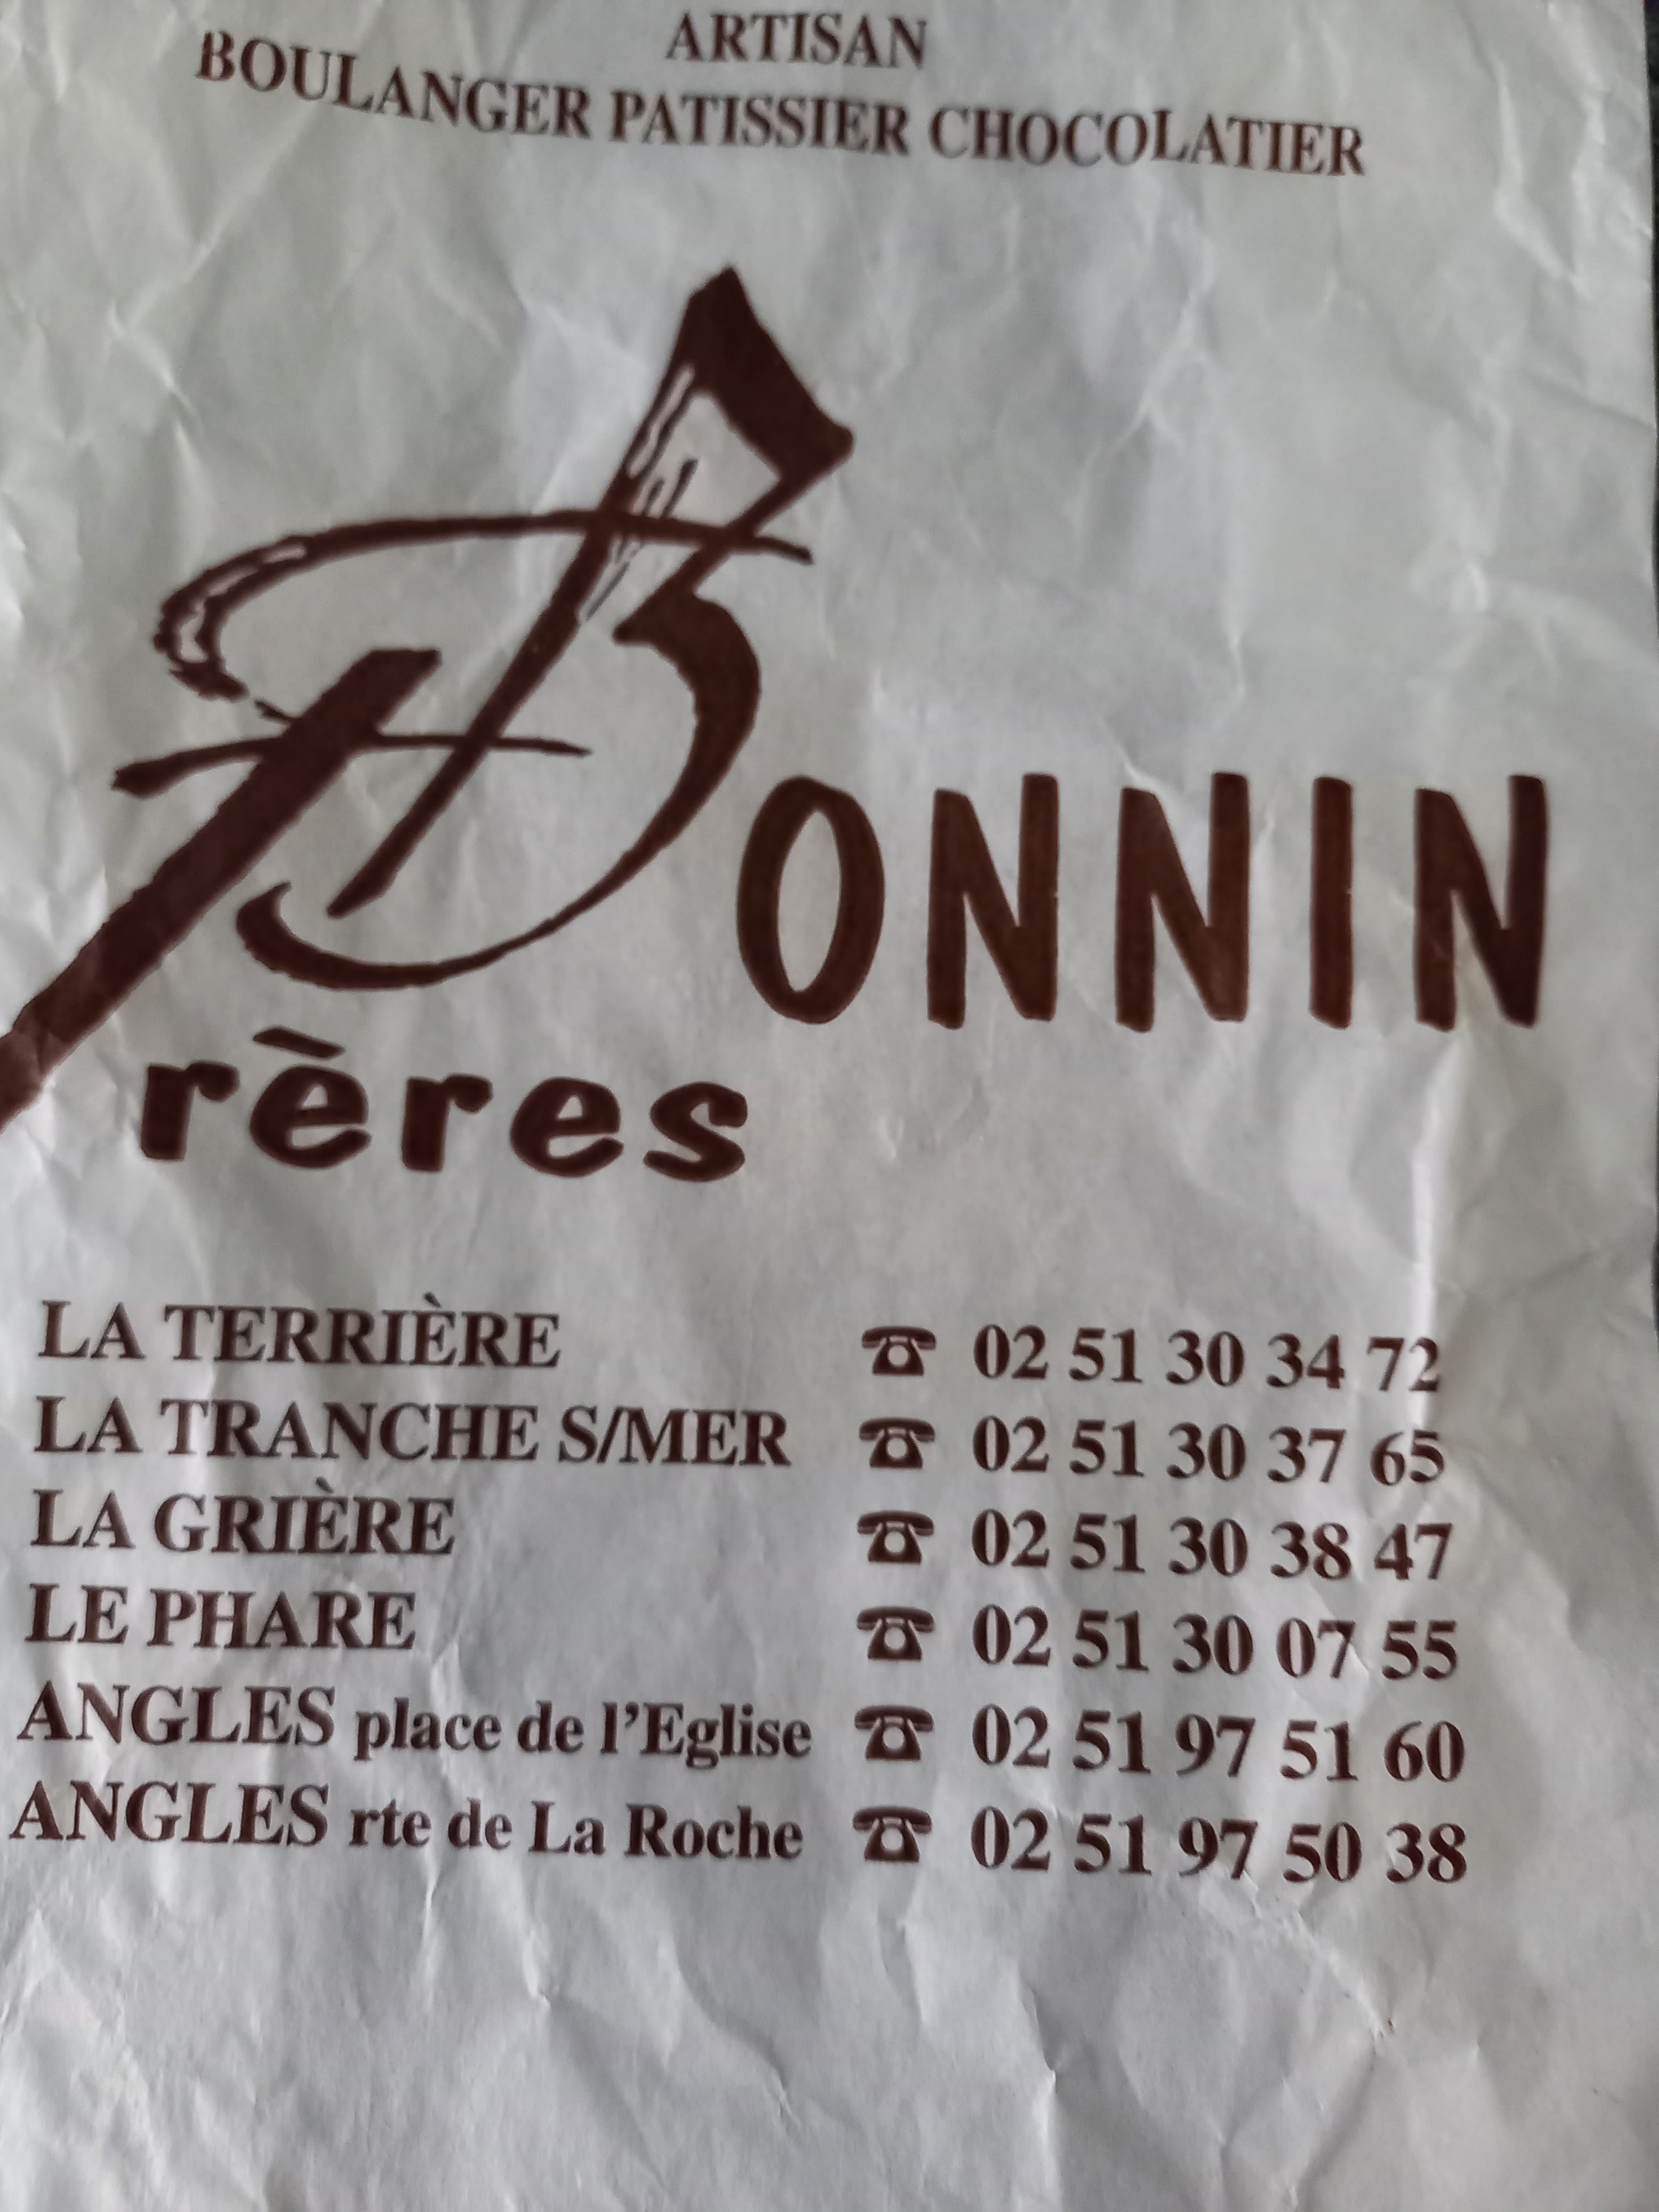 ARTISAN
BOULANGER PATISSIER CHOCOLATIER
BONNIN
Frères
LA TERRIÈRE ☎ 02 51 30 34 72
LA TRANCHE S/MER ☎ 02 51 30 37 65
LA GRIÈRE ☎ 02 51 30 38 47
LE PHARE ☎ 02 51 30 07 55
ANGLES place de l'Eglise ☎ 02 51 97 51 60
ANGLES rte de La Roche ☎ 02 51 97 50 38